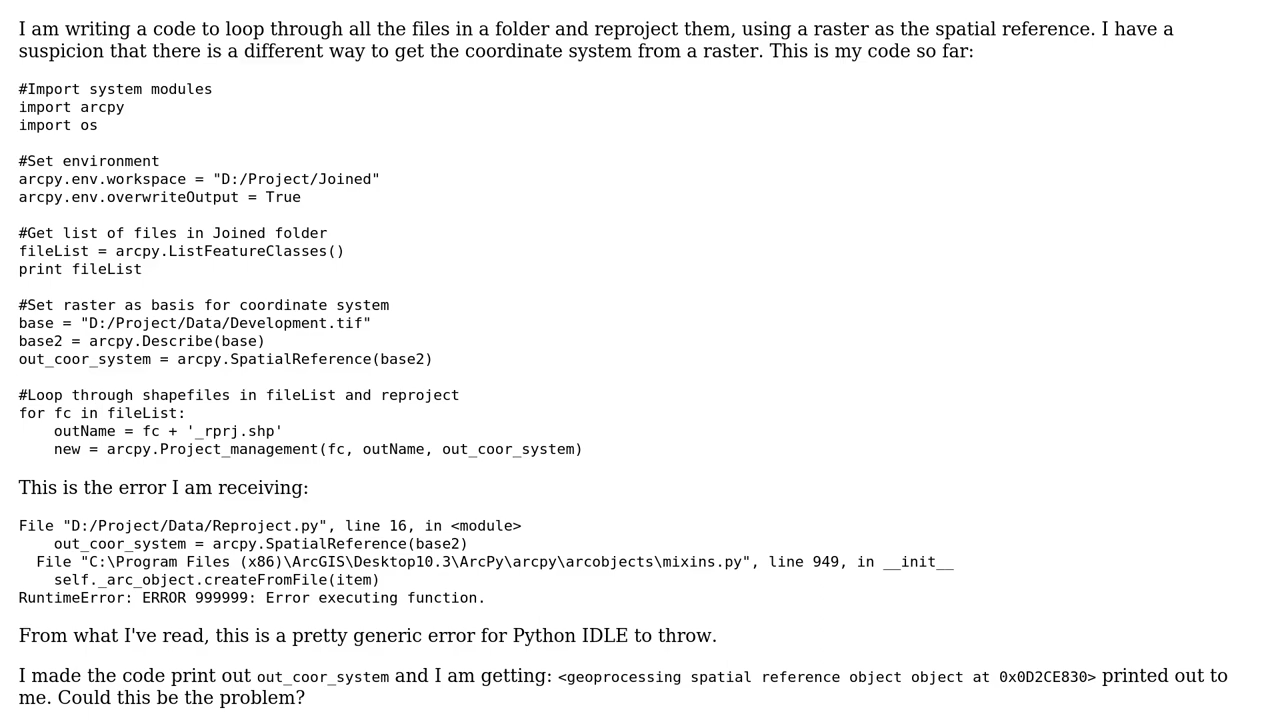 I am writing a code to loop through all the files in a folder and reproject them, using a raster as the spatial reference. I have a
suspicion that there is a different way to get the coordinate system from a raster. This is my code so far:
#Import system modules
import arcpy
import os
#Set environment
arcpy.env.workspace = "D:/Project/Joined"
arcpy.env.overwriteOutput = True
#Get list of files in Joined folder
fileList = arcpy.ListFeatureClasses()
print fileList
#Set raster as basis for coordinate system
base = "D:/Project/Data/Development.tif"
base2 = arcpy.Describe(base)
out_coor_system = arcpy.SpatialReference(base2)
#Loop through shapefiles in fileList and reproject
for fc in fileList:
    outName = fc + '_rprj.shp'
    new = arcpy.Project_management(fc, outName, out_coor_system)
This is the error I am receiving:
File "D:/Project/Data/Reproject.py", line 16, in <module>
    out_coor_system = arcpy.SpatialReference(base2)
  File "C:\Program Files (x86)\ArcGIS\Desktop10.3\ArcPy\arcpy\arcobjects\mixins.py", line 949, in __init__
    self._arc_object.createFromFile(item)
RuntimeError: ERROR 999999: Error executing function.
From what I've read, this is a pretty generic error for Python IDLE to throw.
I made the code print out out_coor_system and I am getting: <geoprocessing spatial reference object object at 0x0D2CE830> printed out to
me. Could this be the problem?